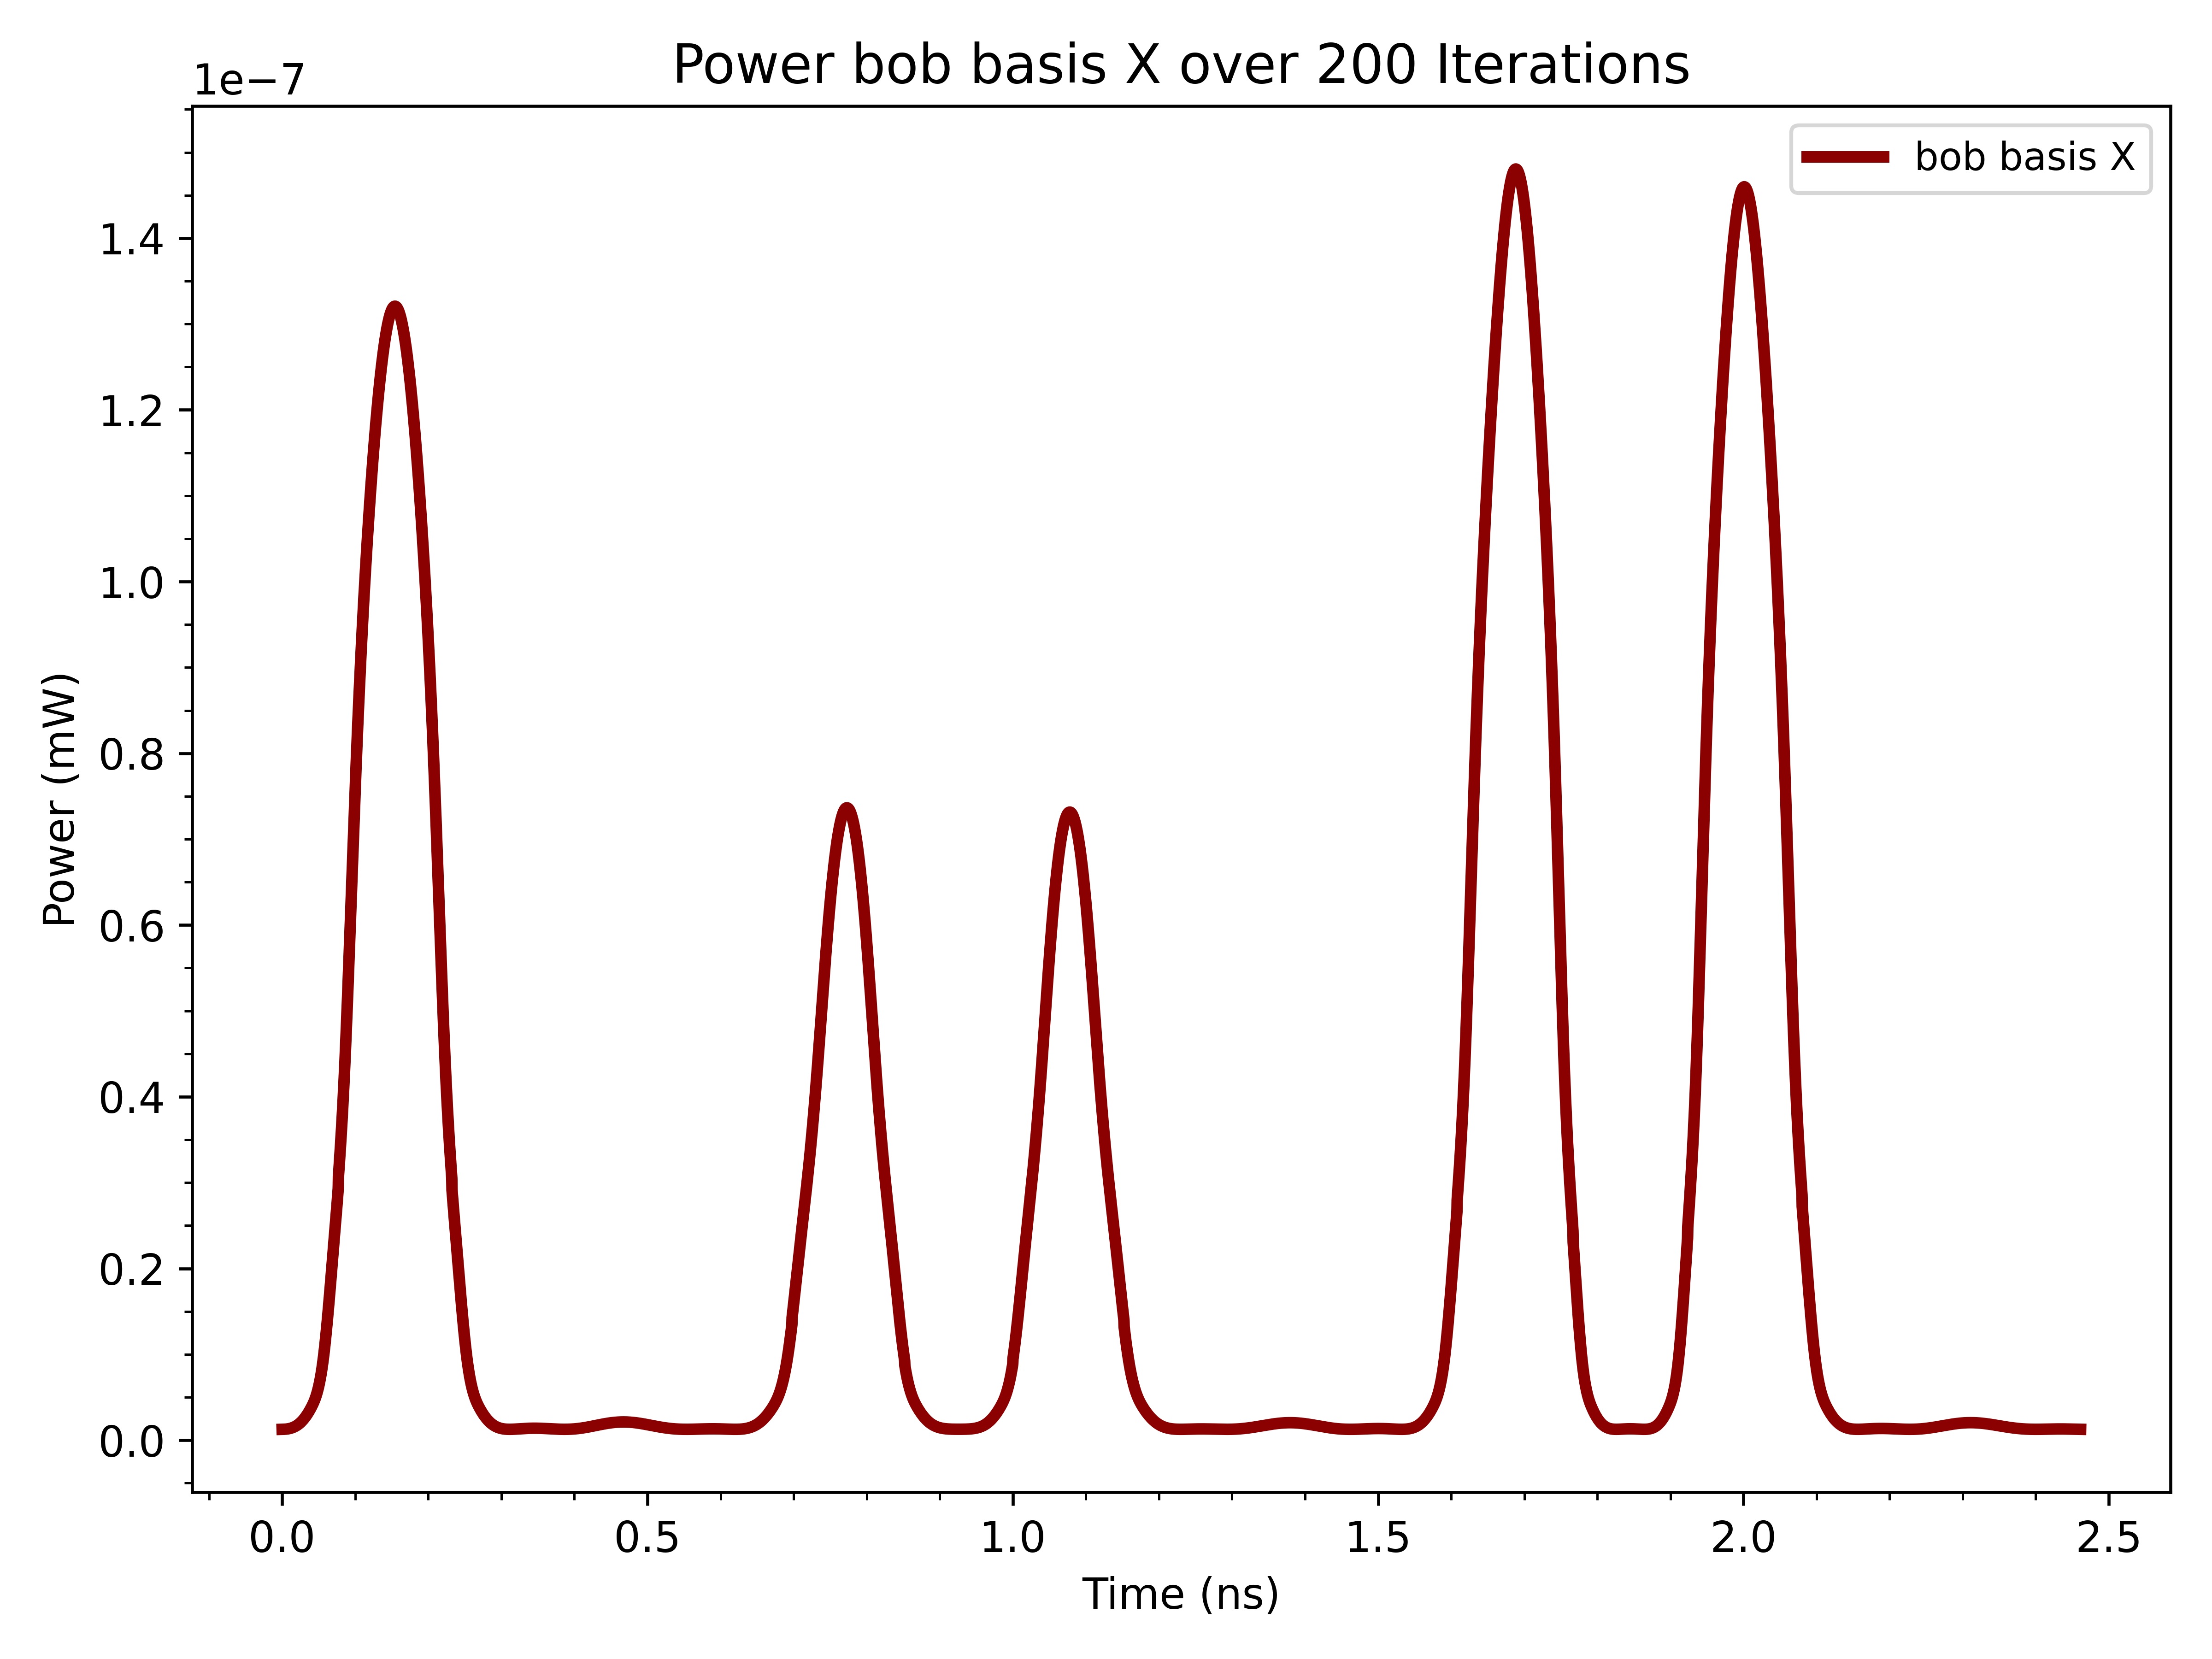 Power bob basis X over 200 Iterations
1e−7
bob basis X
1.4
1.2
1.0
0.8
0.6
0.4
0.2
0.0
Power (mW)
0.0 0.5 1.0 1.5 2.0 2.5
Time (ns)